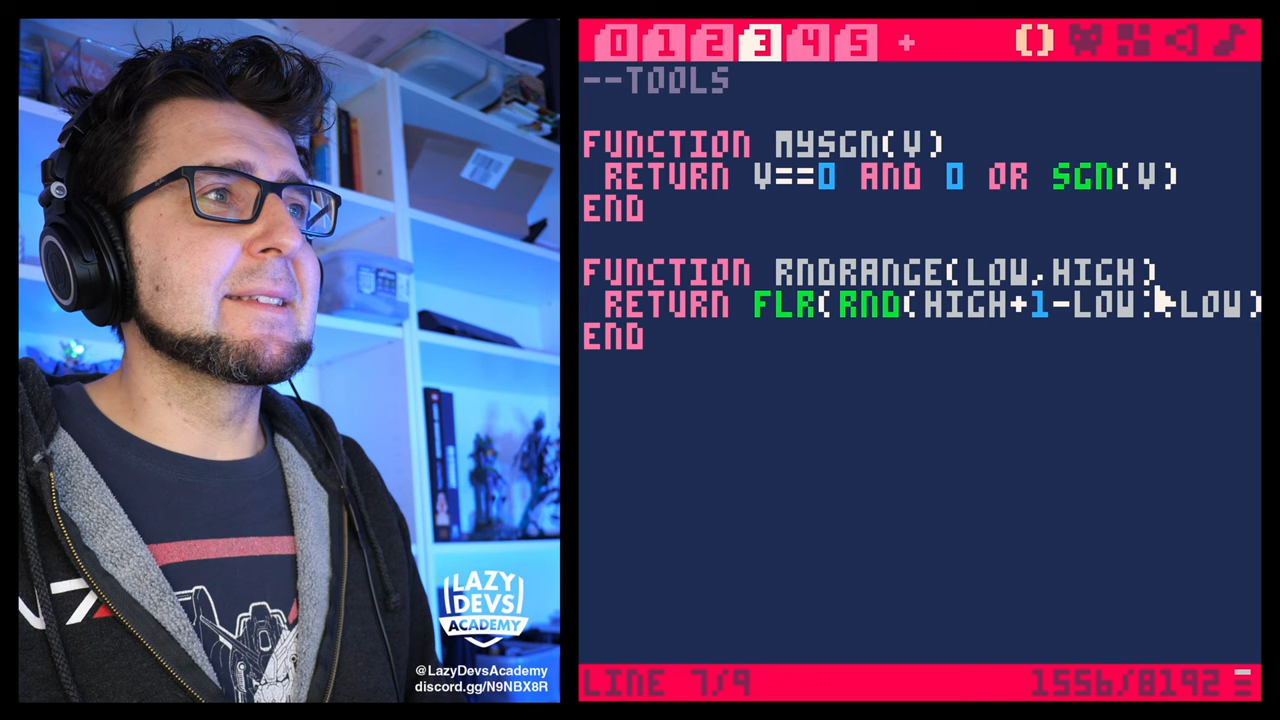 0 1 2 3 4 5 +
--TOOLS
FUNCTION MYSGN(V)
RETURN V==0 AND 0 OR SGN(V)
END
FUNCTION RNDRANGE(LOW,HIGH)
RETURN FLR(RND(HIGH+1-LOW)+LOW)
END
LINE 7/9
1556/8192
LAZY
DEVS
ACADEMY
@LazyDevsAcademy
discord.gg/N9NBX8R
N7